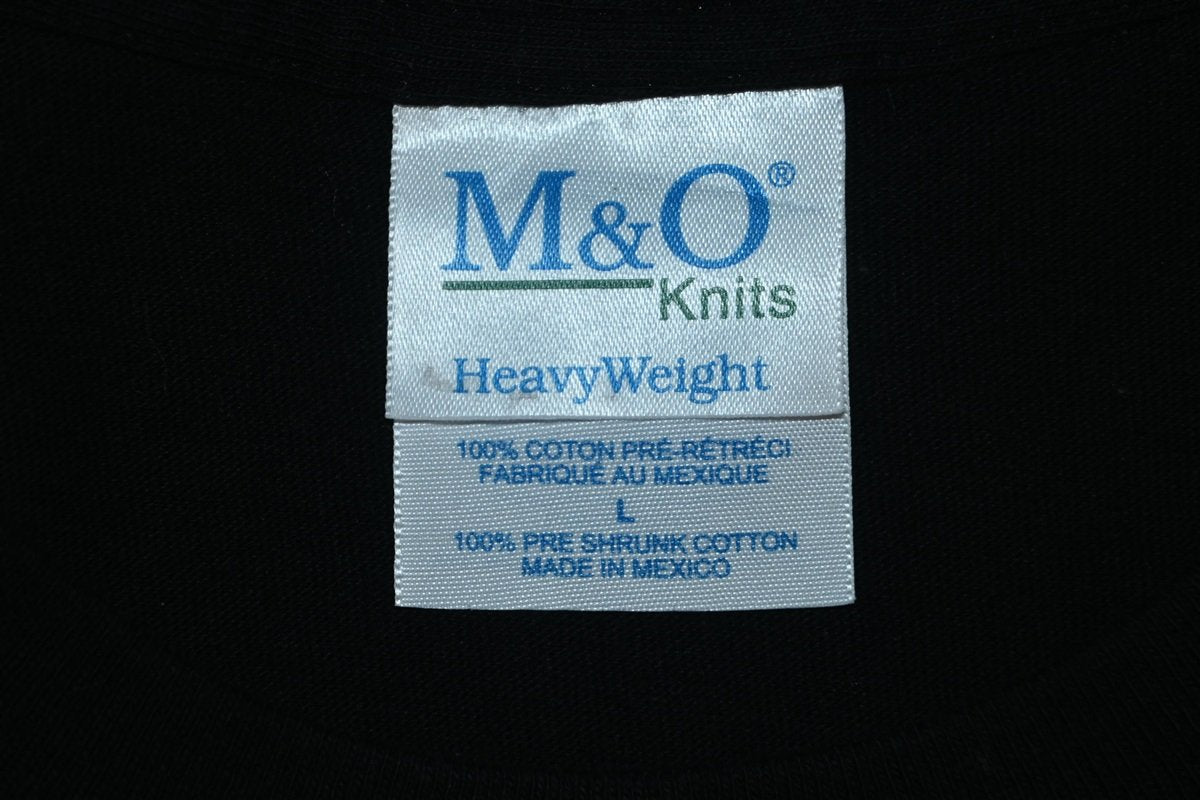 M&O®
Knits
HeavyWeight
100% COTON PRÉ-RÉTRÉCI
FABRIQUÉ AU MEXIQUE
L
100% PRE SHRUNK COTTON
MADE IN MEXICO